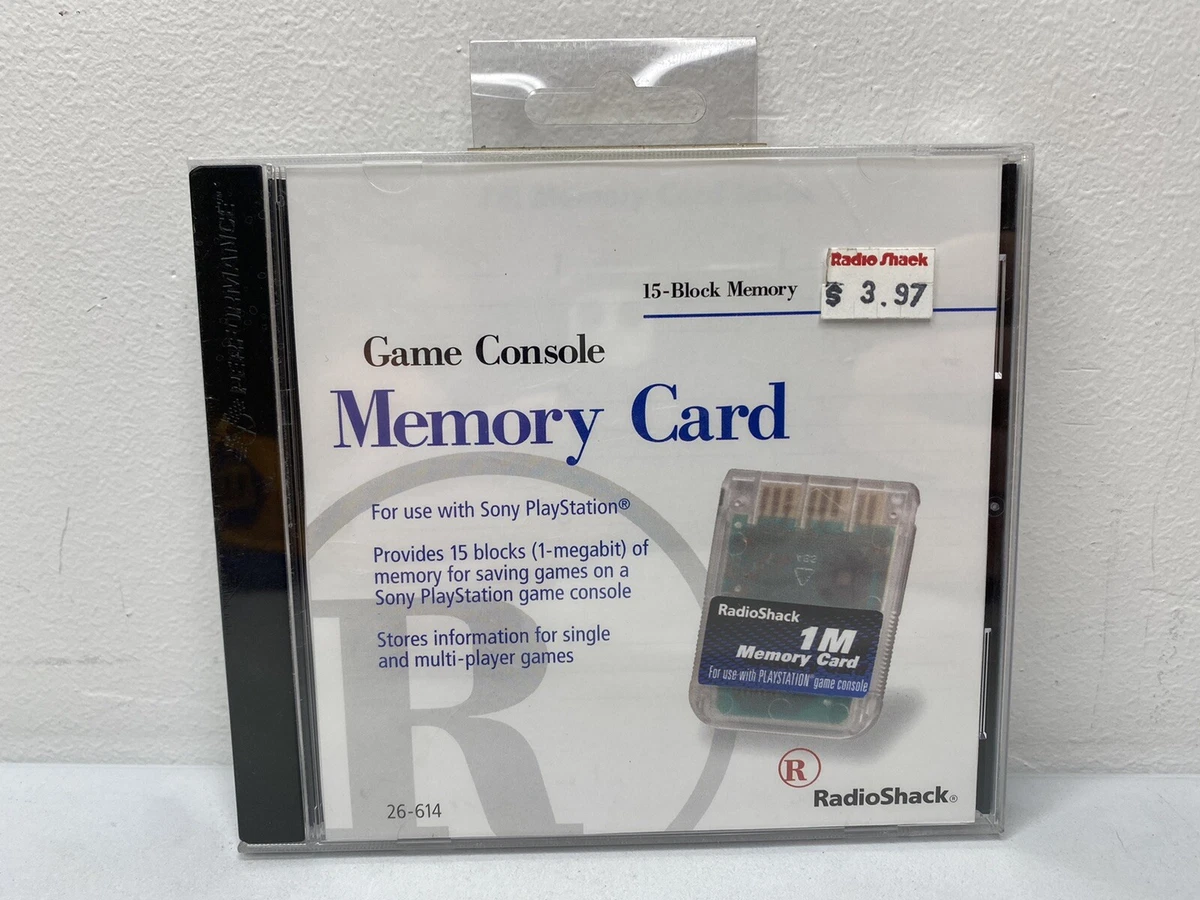 Radio Shack
$ 3.97
15-Block Memory
Game Console
Memory Card
For use with Sony PlayStation®
Provides 15 blocks (1-megabit) of
memory for saving games on a
Sony PlayStation game console
Stores information for single
and multi-player games
RadioShack
1M
Memory Card
For use with PLAYSTATION® game console
R
RadioShack®
26-614
R
PERFORMANCE